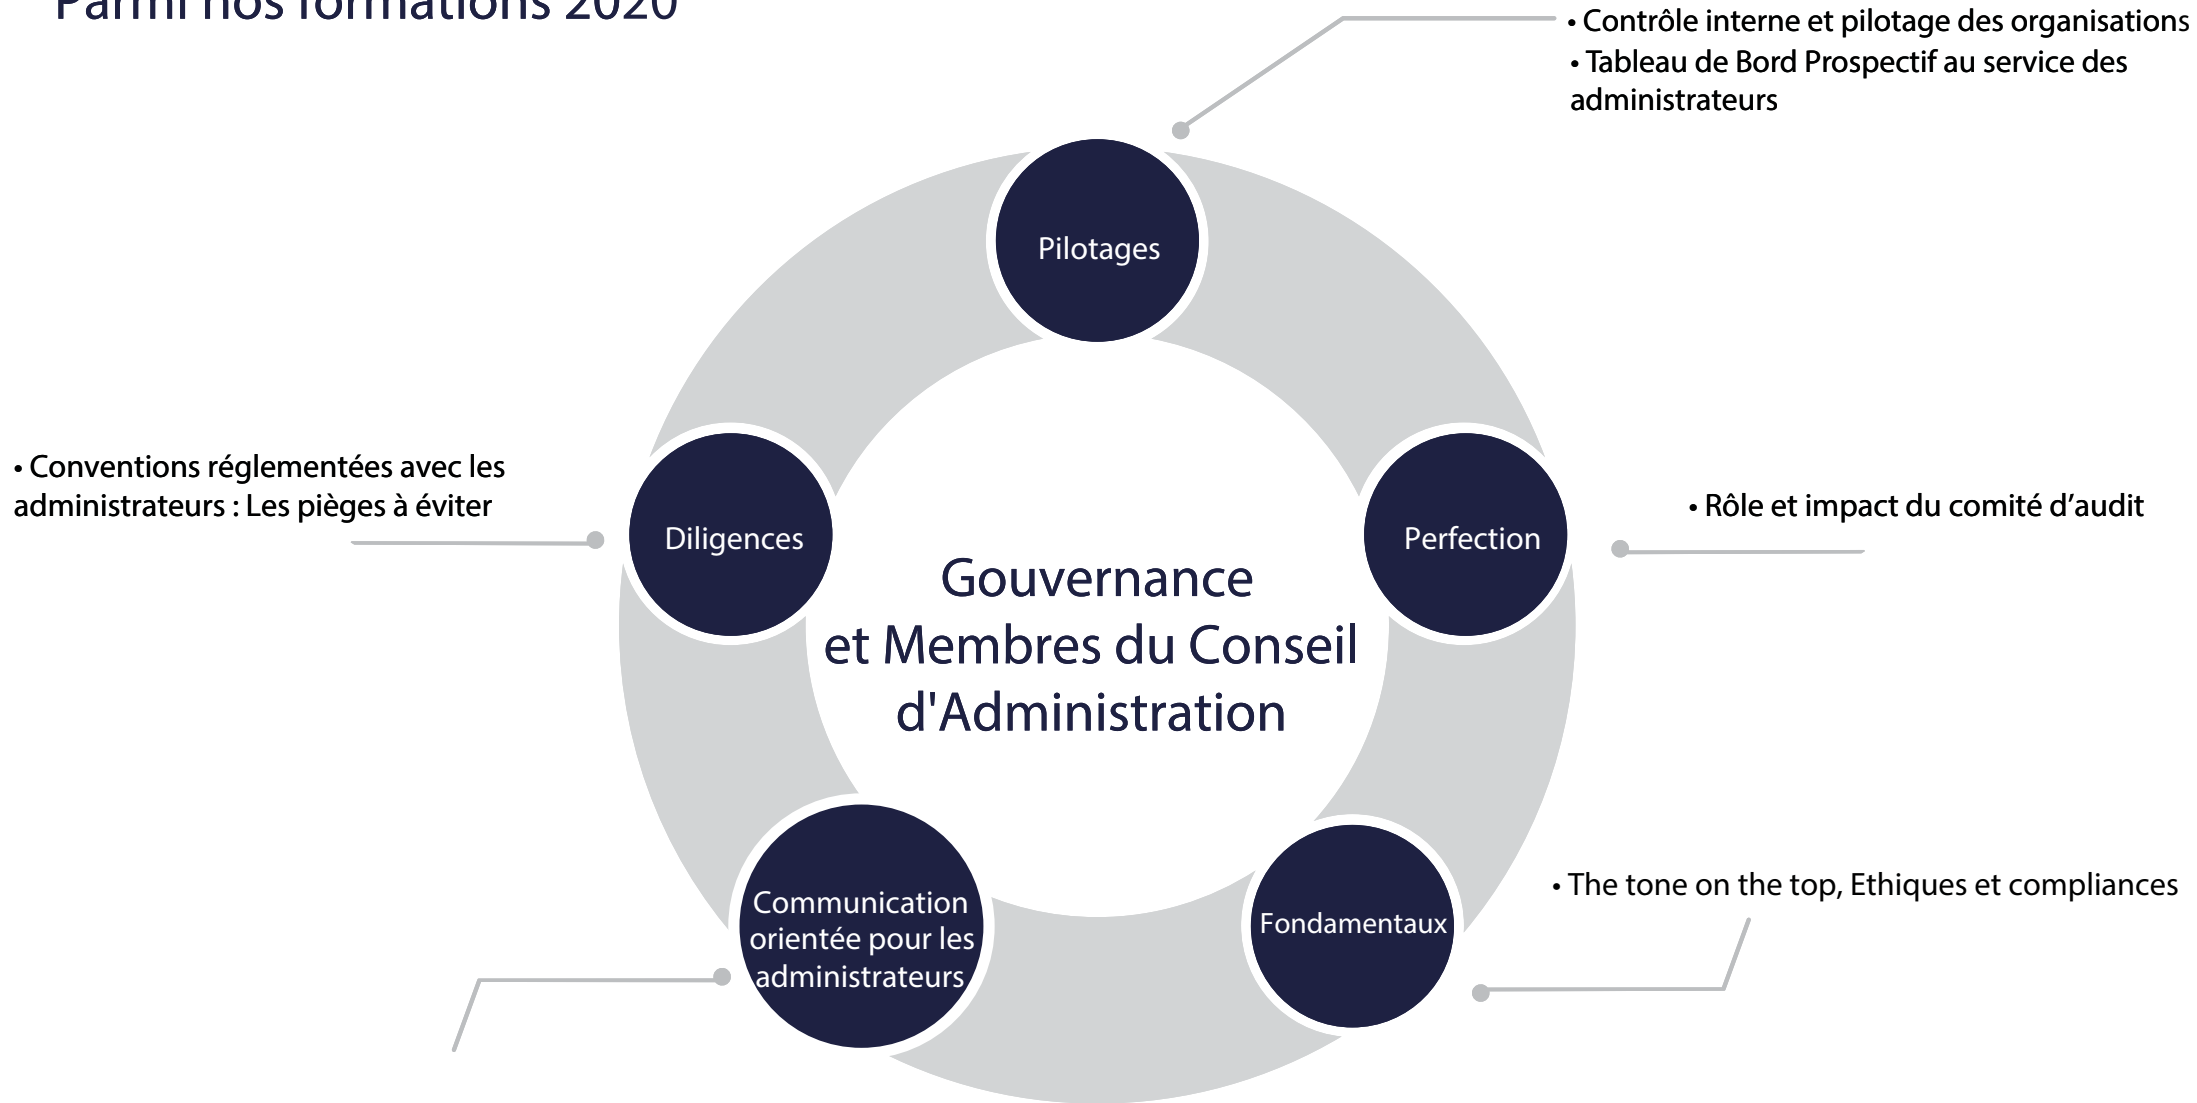 Parmi nos formations 2020
• Contrôle interne et pilotage des organisations
• Tableau de Bord Prospectif au service des
administrateurs
Pilotages
• Conventions réglementées avec les
administrateurs : Les pièges à éviter
Diligences
Perfection
• Rôle et impact du comité d’audit
Gouvernance
et Membres du Conseil
d'Administration
• The tone on the top, Ethiques et compliances
Fondamentaux
Communication
orientée pour les
administrateurs